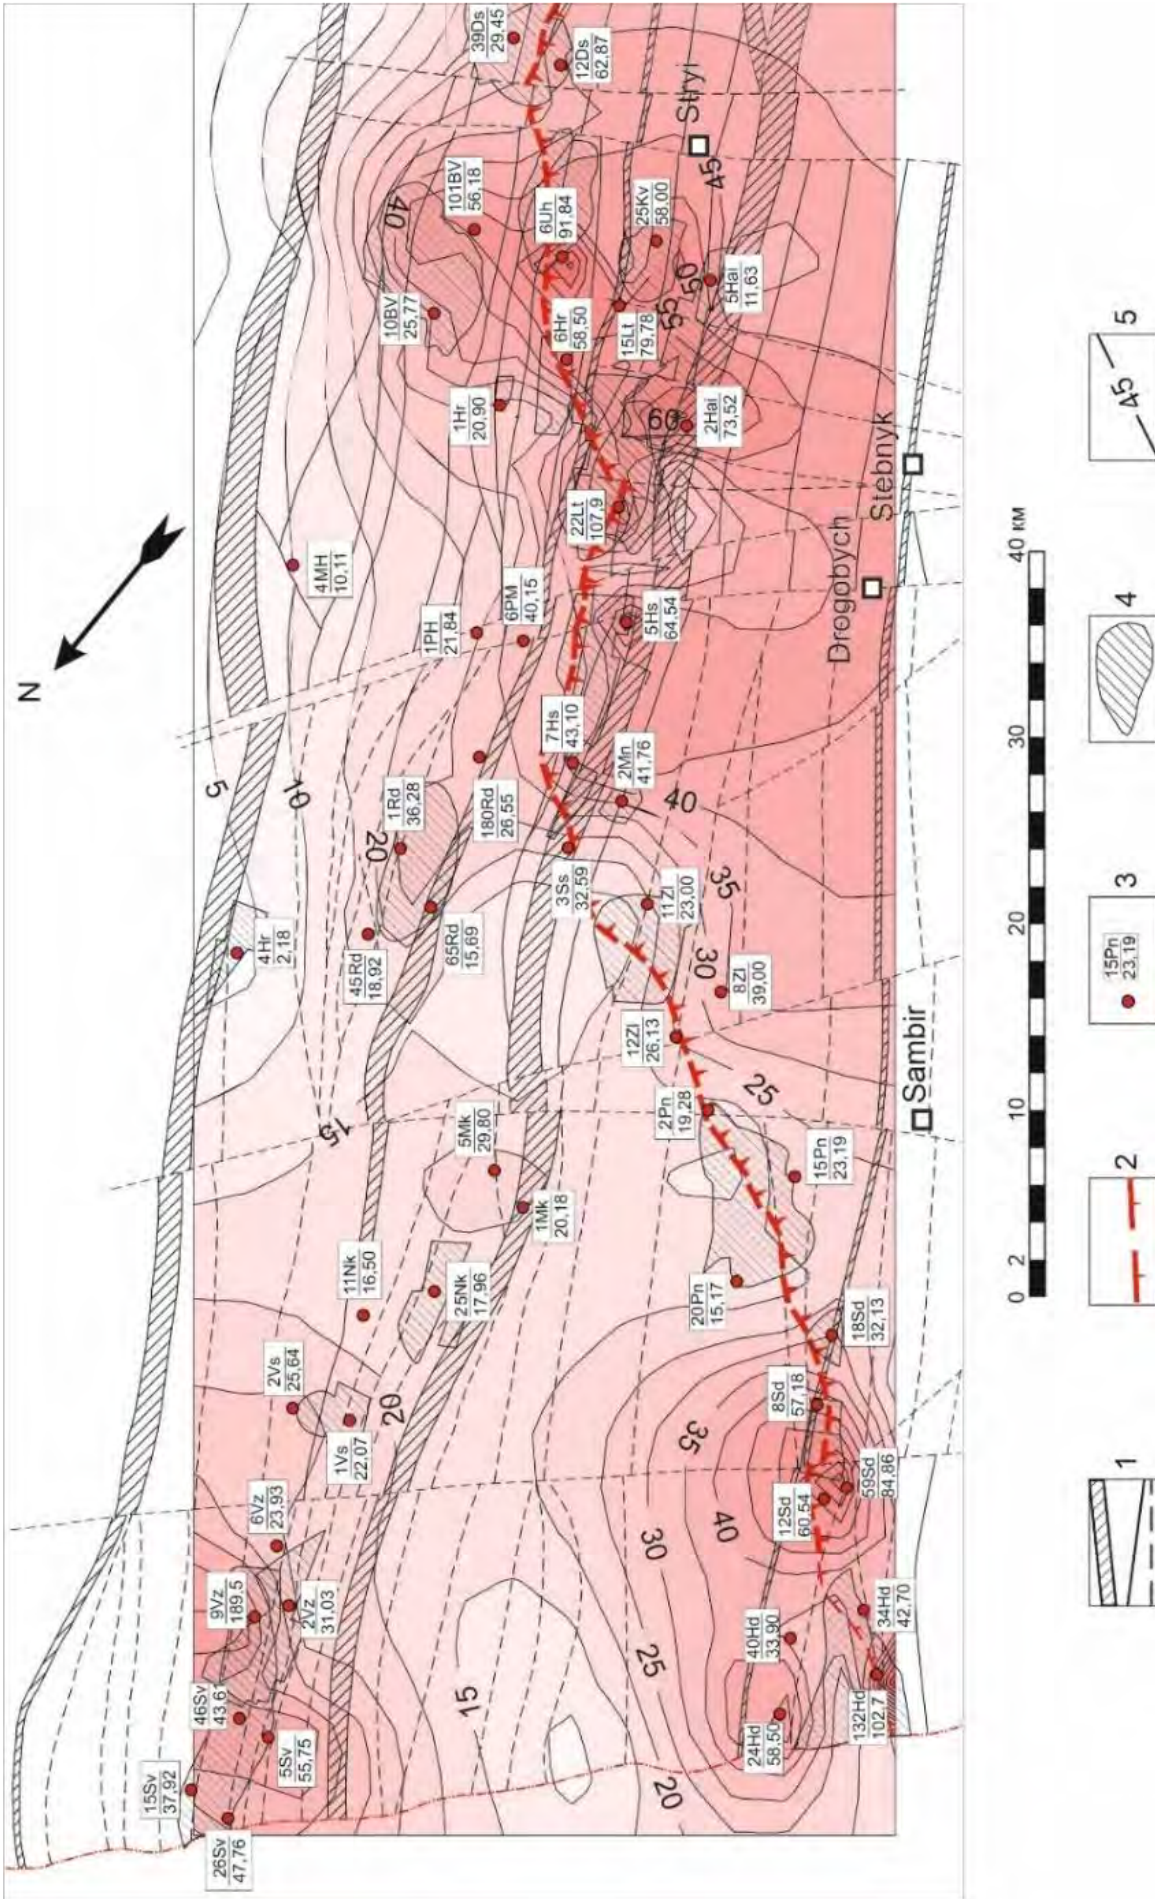 N
5
10
15
20
20
15
20
25
30
35
40
25
30
35
40
40
45
50
55
60
15Sv
37,92
26Sv
47,76
46Sv
43,61
5Sv
55,75
9Vz
189.5
2Vz
31,03
6Vz
23,93
2Vs
25,64
1Vs
22,07
11Nk
16,50
25Nk
17,96
5Mk
29,80
1Mk
20,18
4Hr
2,18
45Rd
18,92
65Rd
15,69
1Rd
36,28
180Rd
26,55
4MH
10,11
1PH
21,84
6PM
40,15
1Hr
20,90
10BV
25,77
101BV
56,18
39Ds
29,45
12Ds
62,87
6Uh
91,84
6Hr
58,50
15Lt
79,78
25Kv
58.00
5Hai
11,63
2Hai
73,52
22Lt
107,9
5Hs
64.54
7Hs
43,10
2Mn
41,76
3Ss
32,59
11Zl
23,00
8Zl
39,00
12Zl
26,13
2Pn
19,28
15Pn
23,19
20Pn
15,17
18Sd
32,13
8Sd
57,18
12Sd
60.54
59Sd
84,86
40Hd
33,90
34Hd
42,70
24Hd
58.50
132Hd
102,7
Sambir
Drogobych
Stebnyk
Stryi
0
2
10
20
30
40 км
1
2
3
15Pn
23,19
4
5
45